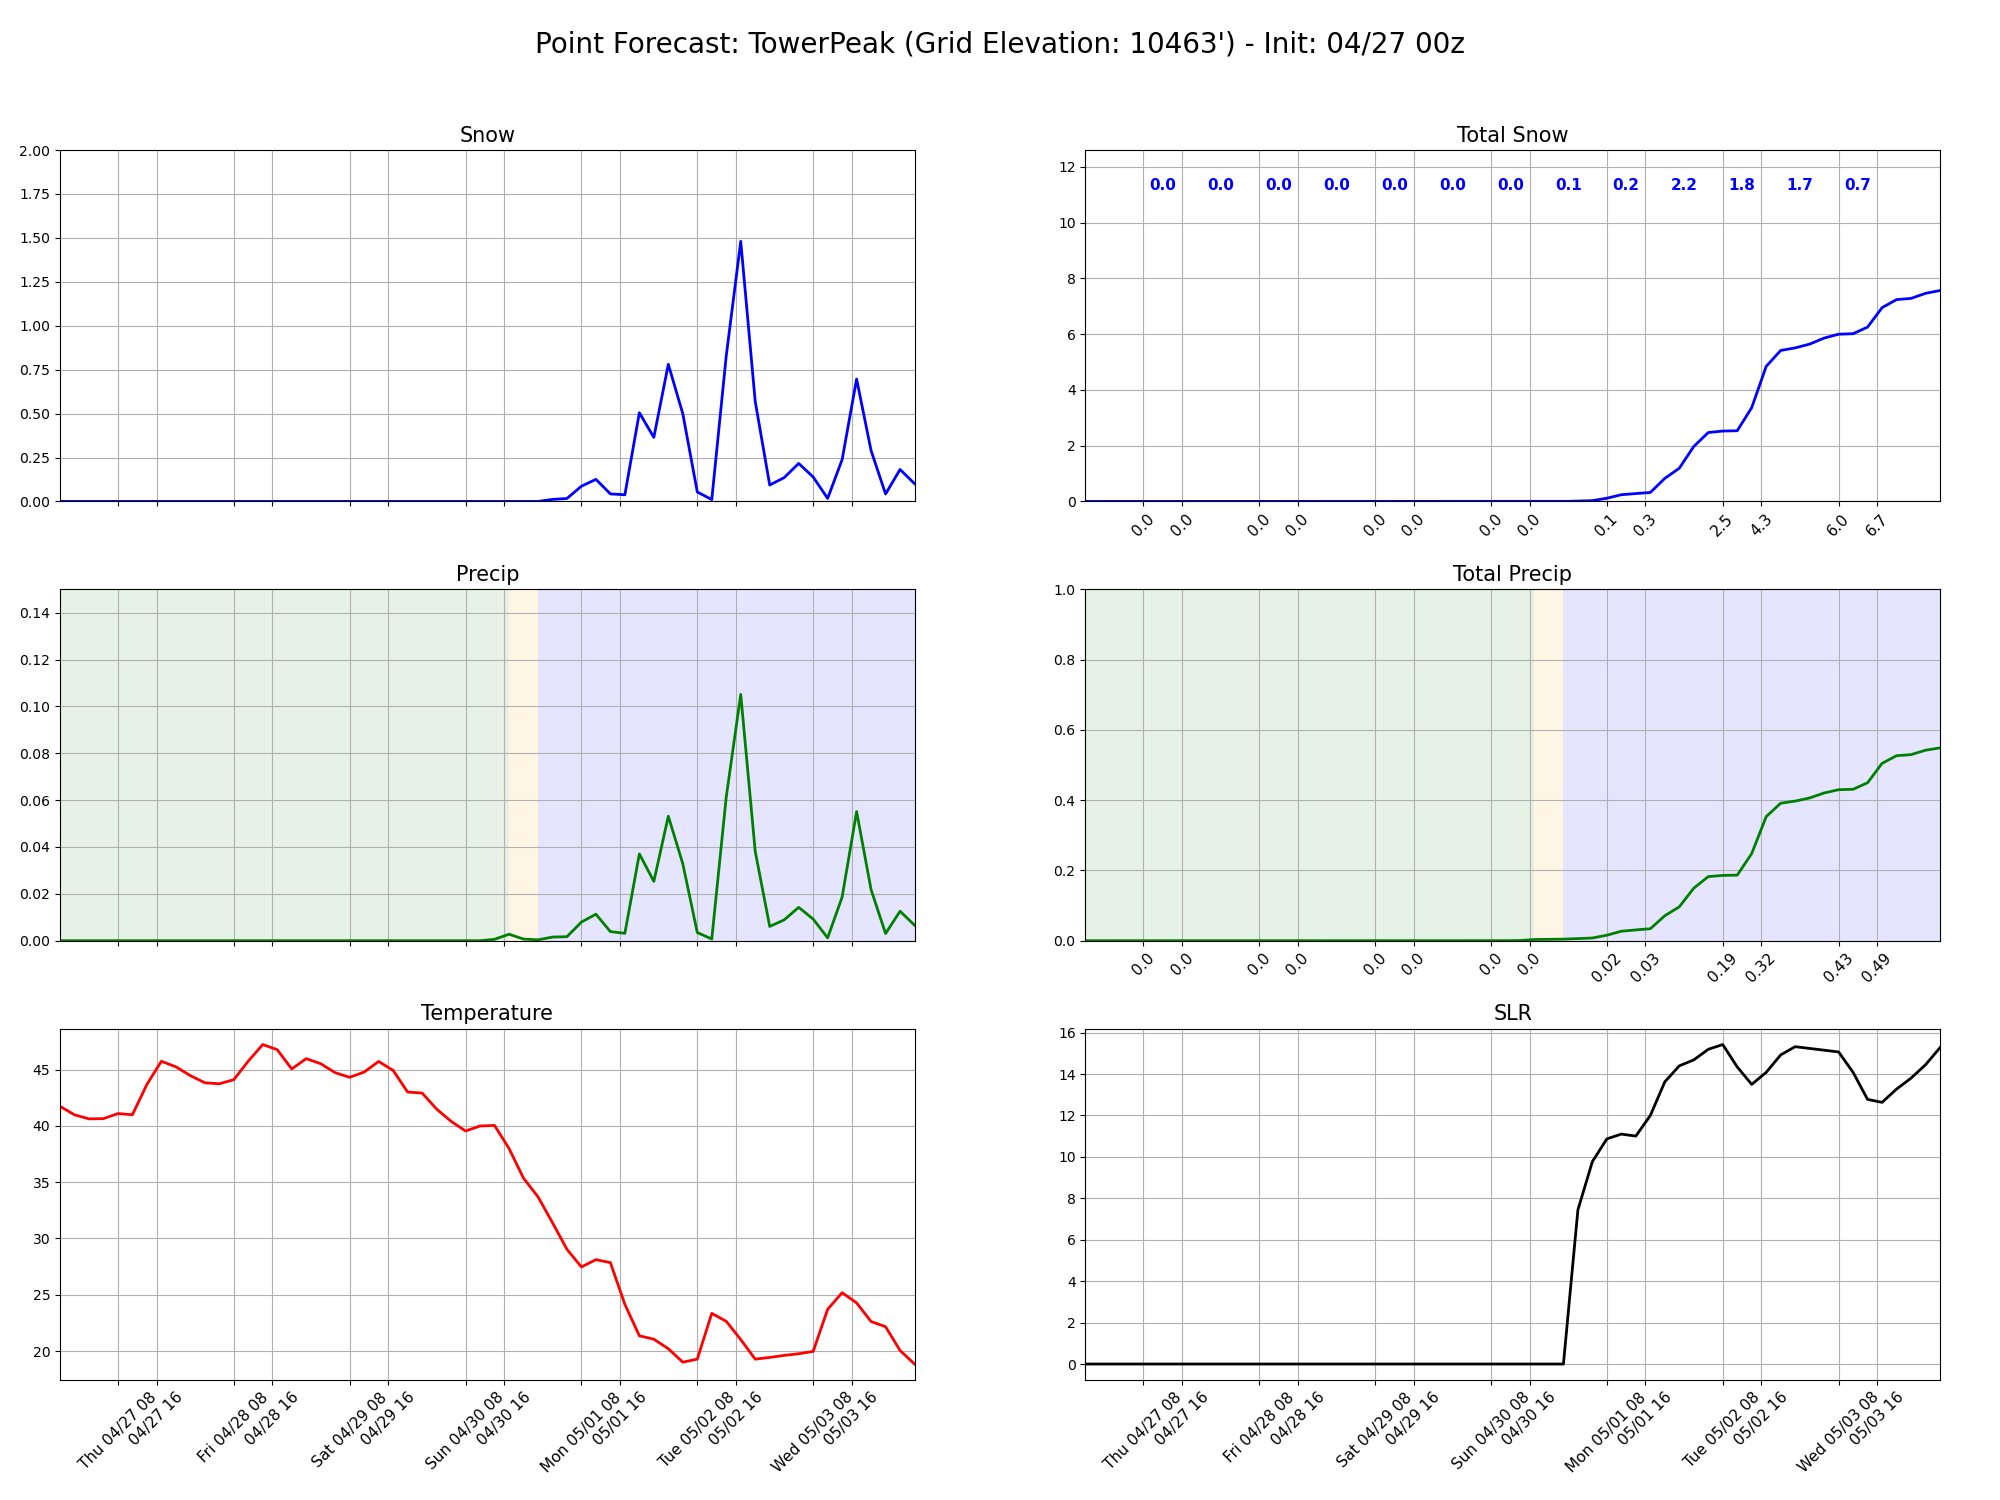 Point Forecast: TowerPeak (Grid Elevation: 10463') - Init: 04/27 00z
Snow
2.00
1.75
1.50
1.25
1.00
0.75
0.50
0.25
0.00
Total Snow
12
10
8
6
4
2
0
0.0 0.0 0.0 0.0 0.0 0.0 0.0 0.1 0.2 2.2 1.8 1.7 0.7
0.0 0.0 0.0 0.0 0.0 0.0 0.0 0.0 0.1 0.3 2.5 4.3 6.0 6.7
Precip
0.14
0.12
0.10
0.08
0.06
0.04
0.02
0.00
Total Precip
1.0
0.8
0.6
0.4
0.2
0.0
0.0 0.0 0.0 0.0 0.0 0.0 0.0 0.0 0.02 0.03 0.19 0.32 0.43 0.49
Temperature
45
40
35
30
25
20
Thu 04/27 08
04/27 16
Fri 04/28 08
04/28 16
Sat 04/29 08
04/29 16
Sun 04/30 08
04/30 16
Mon 05/01 08
05/01 16
Tue 05/02 08
05/02 16
Wed 05/03 08
05/03 16
SLR
16
14
12
10
8
6
4
2
0
Thu 04/27 08
04/27 16
Fri 04/28 08
04/28 16
Sat 04/29 08
04/29 16
Sun 04/30 08
04/30 16
Mon 05/01 08
05/01 16
Tue 05/02 08
05/02 16
Wed 05/03 08
05/03 16